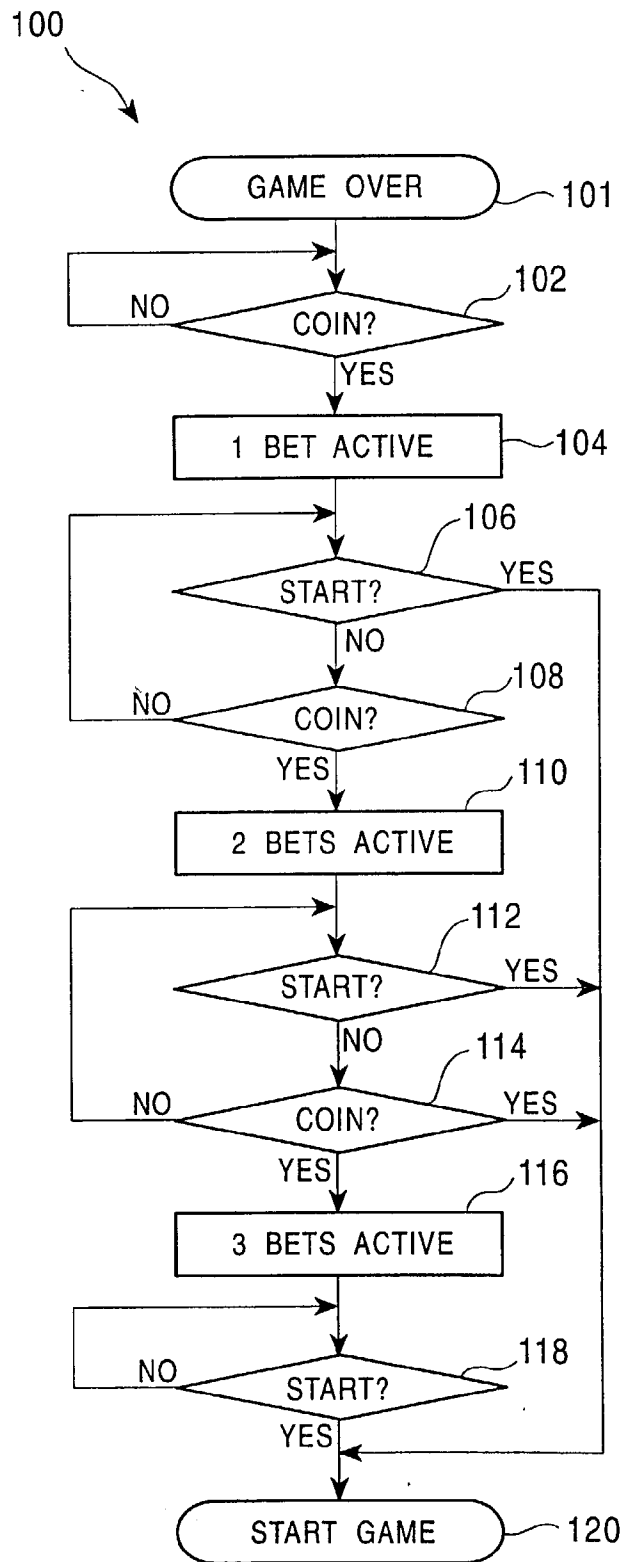 100
GAME OVER
101
102
NO
COIN?
YES
1 BET ACTIVE
104
106
START?
YES
NO
108
NO
COIN?
YES
110
2 BETS ACTIVE
112
START?
YES
NO
114
NO
COIN?
YES
YES
116
3 BETS ACTIVE
118
NO
START?
YES
START GAME
120